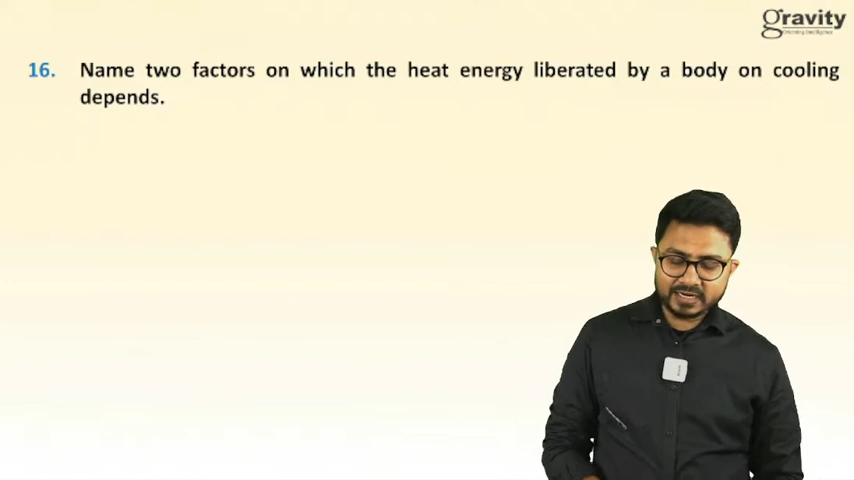 gravity
16. Name two factors on which the heat energy liberated by a body on cooling
depends.